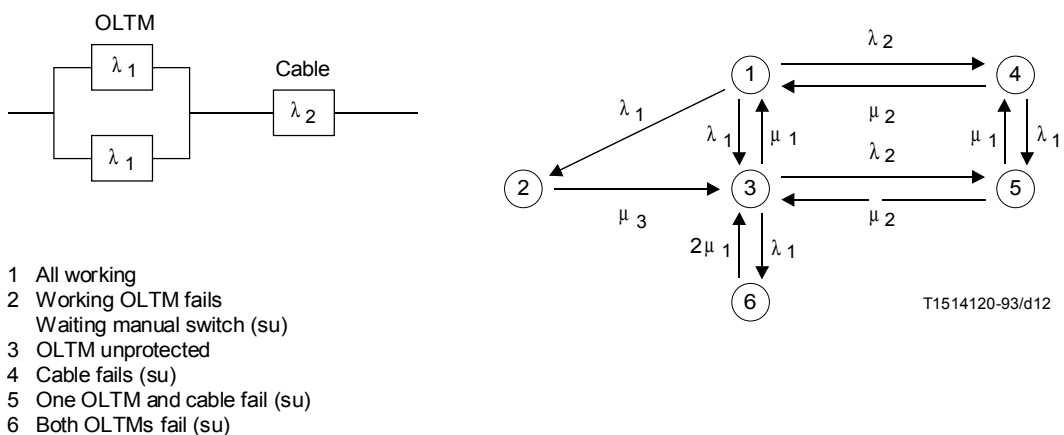 OLTM
λ 1
Cable
λ 2
λ 1
λ 2
1
4
μ 2
λ 1
λ 1
μ 1
μ 1
λ 1
λ 2
2
3
5
μ 3
μ 2
2μ 1
λ 1
6
T1514120-93/d12
1 All working
2 Working OLTM fails
Waiting manual switch (su)
3 OLTM unprotected
4 Cable fails (su)
5 One OLTM and cable fail (su)
6 Both OLTMs fail (su)